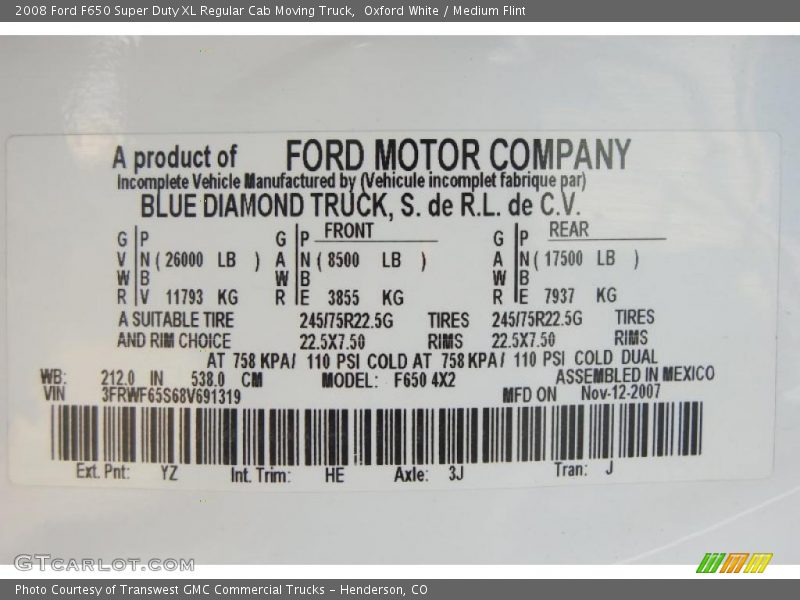 2008 Ford F650 Super Duty XL Regular Cab Moving Truck,  Oxford White / Medium Flint
A product of FORD MOTOR COMPANY
Incomplete Vehicle Manufactured by (Vehicule incomplet fabrique par)
BLUE DIAMOND TRUCK, S. de R.L. de C.V.
G P G P FRONT G P REAR
V N ( 26000 LB ) A N ( 8500 LB ) A N ( 17500 LB )
W B W B W B
R V 11793 KG R E 3855 KG R E 7937 KG
A SUITABLE TIRE 245/75R22.5G TIRES 245/75R22.5G TIRES
AND RIM CHOICE 22.5X7.50 RIMS 22.5X7.50 RIMS
AT 758 KPA/ 110 PSI COLD AT 758 KPA/ 110 PSI COLD DUAL
WB: 212.0 IN 538.0 CM MODEL: F650 4X2 ASSEMBLED IN MEXICO
VIN 3FRWF65S68V691319 MFD ON Nov-12-2007
Ext. Pnt: YZ Int. Trim: HE Axle: 3J Tran: J
GTCARLOT.COM
Photo Courtesy of Transwest GMC Commercial Trucks - Henderson, CO